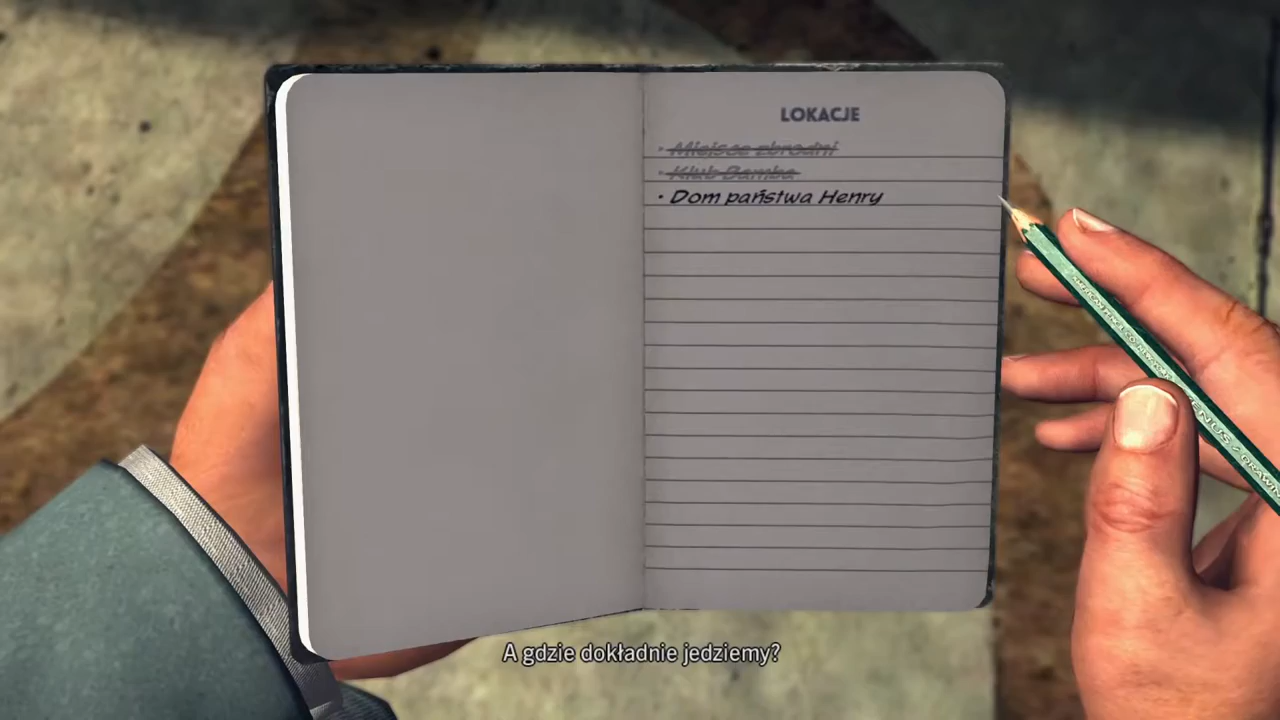 LOKACJE
• Miejsce zbrodni
• Klub Bamba
• Dom państwa Henry
A gdzie dokładnie jedziemy?